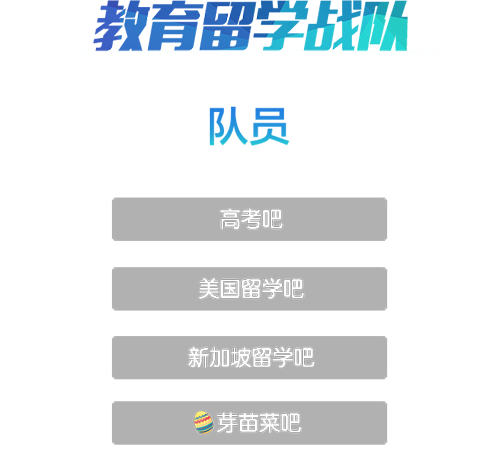 教育留学战队
队员
高考吧
美国留学吧
新加坡留学吧
芽苗菜吧